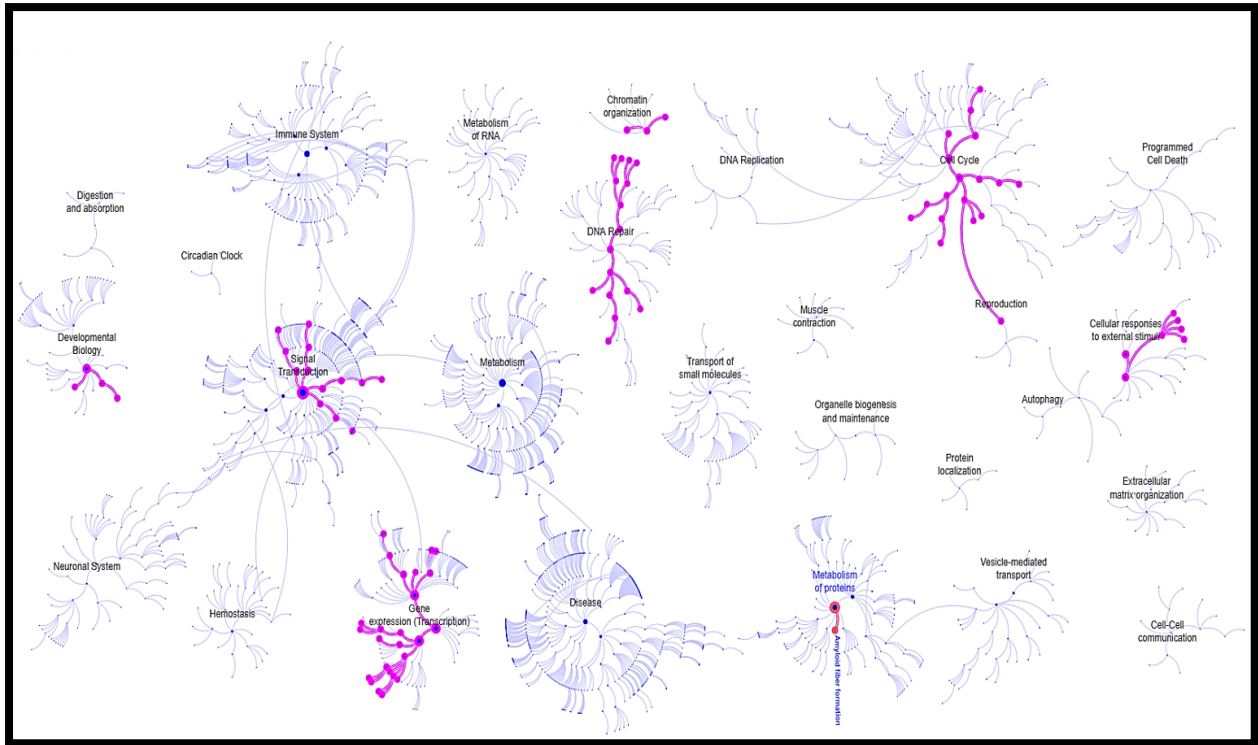 Immune System
Metabolism
of RNA
Chromatin
organization
DNA Replication
Cell Cycle
Programmed
Cell Death
Digestion
and absorption
Circadian Clock
DNA Repair
Developmental
Biology
Signal
Transduction
Metabolism
Transport of
small molecules
Muscle
contraction
Reproduction
Cellular responses
to external stimuli
Organelle biogenesis
and maintenance
Autophagy
Protein
localization
Extracellular
matrix organization
Neuronal System
Hemostasis
Gene
expression (Transcription)
Disease
Metabolism
of proteins
Amyloid fiber formation
Vesicle-mediated
transport
Cell-Cell
communication